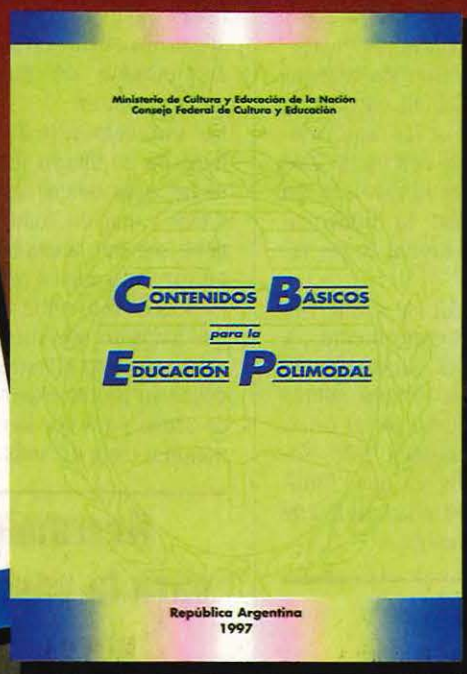 Ministerio de Cultura y Educación de la Nación
Consejo Federal de Cultura y Educación
CONTENIDOS BÁSICOS
para la
EDUCACIÓN POLIMODAL
República Argentina
1997